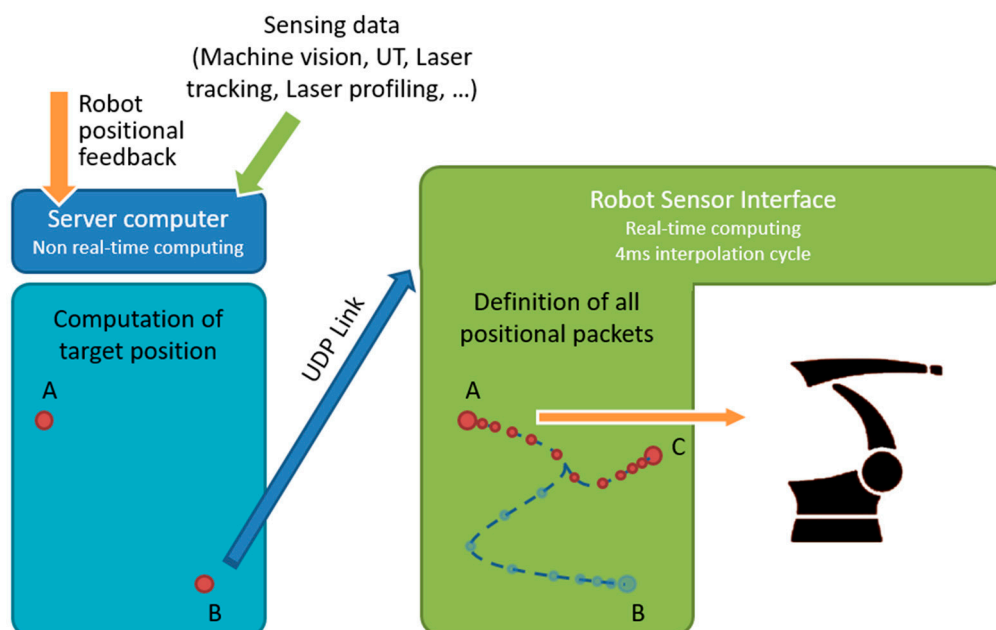 Sensing data
(Machine vision, UT, Laser
tracking, Laser profiling, …)
Robot
positional
feedback
Server computer
Non real-time computing
Computation of
target position
A
B
UDP Link
Robot Sensor Interface
Real-time computing
4ms interpolation cycle
Definition of all
positional packets
A
C
B